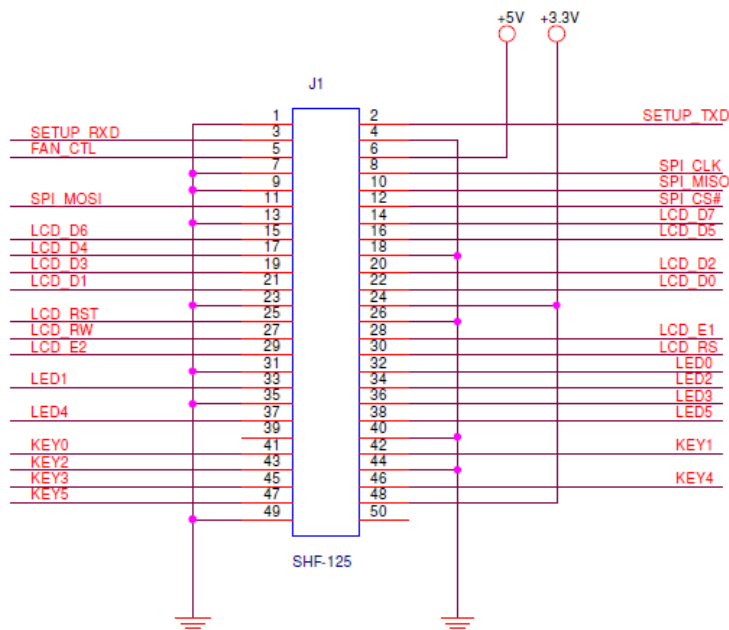 +5V +3.3V
J1
1 2 SETUP_TXD
SETUP_RXD 3 4
FAN_CTL 5 6
7 8 SPI_CLK
9 10 SPI_MISO
SPI_MOSI 11 12 SPI_CS#
13 14 LCD_D7
LCD_D6 15 16 LCD_D5
LCD_D4 17 18
LCD_D3 19 20 LCD_D2
LCD_D1 21 22 LCD_D0
23 24
LCD_RST 25 26
LCD_RW 27 28 LCD_E1
LCD_E2 29 30 LCD_RS
31 32 LED0
LED1 33 34 LED2
35 36 LED3
LED4 37 38 LED5
39 40
KEY0 41 42 KEY1
KEY2 43 44
KEY3 45 46 KEY4
KEY5 47 48
49 50
SHF-125